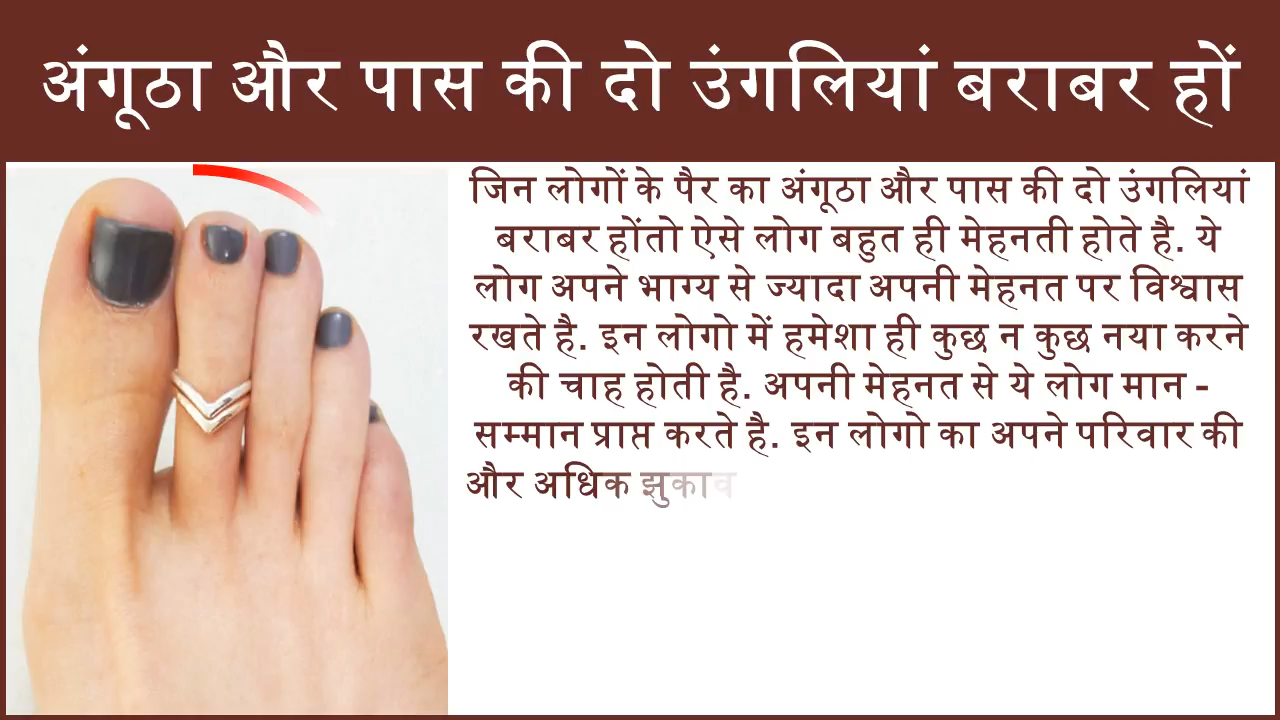 अंगूठा और पास की दो उंगलियां बराबर हों
जिन लोगों के पैर का अंगूठा और पास की दो उंगलियां
बराबर होंतो ऐसे लोग बहुत ही मेहनती होते है. ये
लोग अपने भाग्य से ज्यादा अपनी मेहनत पर विश्वास
रखते है. इन लोगो में हमेशा ही कुछ न कुछ नया करने
की चाह होती है. अपनी मेहनत से ये लोग मान -
सम्मान प्राप्त करते है. इन लोगो का अपने परिवार की
और अधिक झुकाव